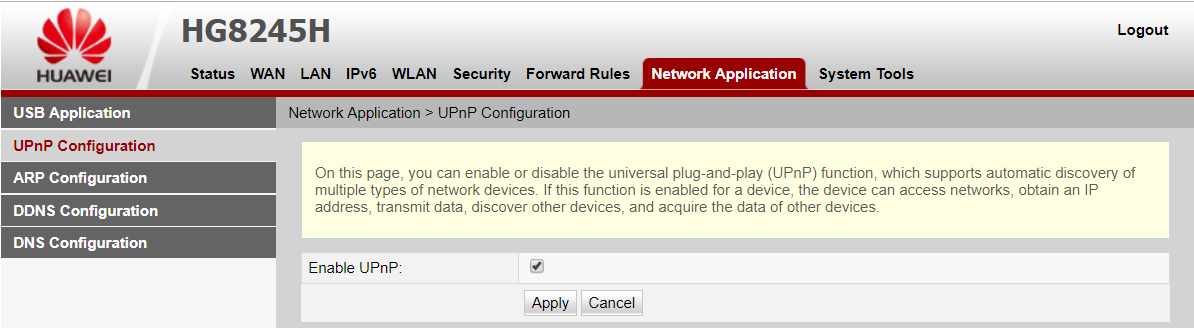 HUAWEI
HG8245H
Logout
Status WAN LAN IPv6 WLAN Security Forward Rules Network Application System Tools
USB Application
UPnP Configuration
ARP Configuration
DDNS Configuration
DNS Configuration
Network Application > UPnP Configuration
On this page, you can enable or disable the universal plug-and-play (UPnP) function, which supports automatic discovery of
multiple types of network devices. If this function is enabled for a device, the device can access networks, obtain an IP
address, transmit data, discover other devices, and acquire the data of other devices.
Enable UPnP:
Apply Cancel